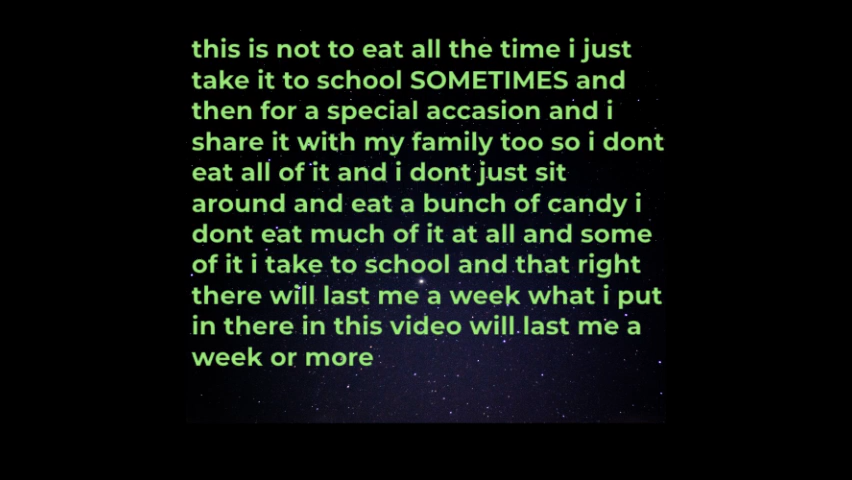 this is not to eat all the time i just
take it to school SOMETIMES and
then for a special accasion and i
share it with my family too so i dont
eat all of it and i dont just sit
around and eat a bunch of candy i
dont eat much of it at all and some
of it i take to school and that right
there will last me a week what i put
in there in this video will last me a
week or more